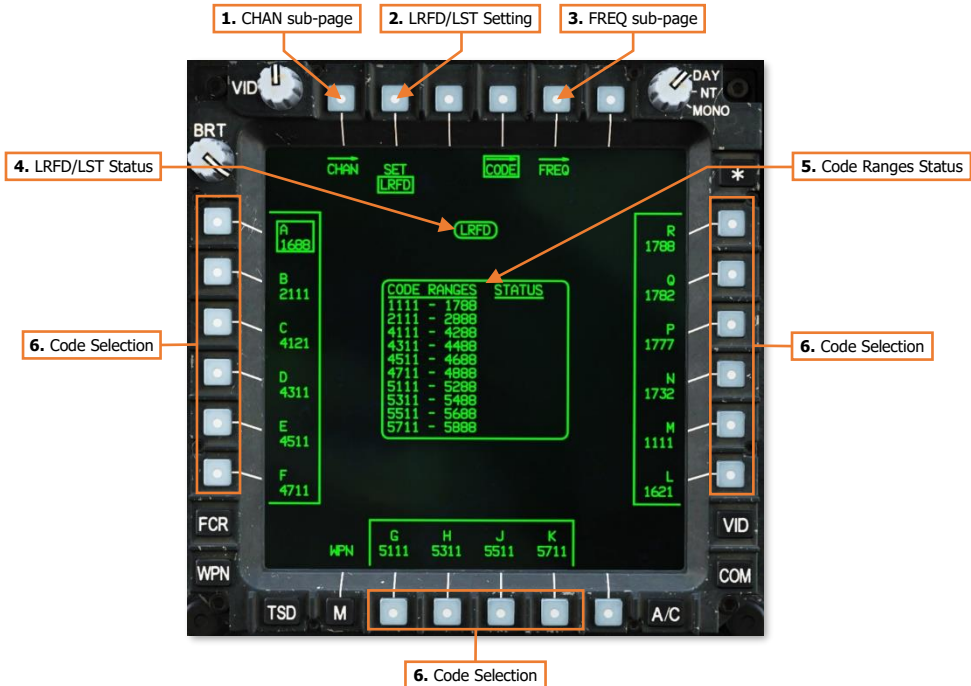 1. CHAN sub-page
2. LRFD/LST Setting
3. FREQ sub-page
VID
DAY
NT
MONO
BRT
4. LRFD/LST Status
5. Code Ranges Status
CHAN
SET
LRFD
CODE
FREQ
*
LRFD
A
1688
B
2111
C
4121
D
4311
E
4511
F
4711
CODE RANGES STATUS
1111 - 1788
2111 - 2888
4111 - 4288
4311 - 4488
4511 - 4688
4711 - 4888
5111 - 5288
5311 - 5488
5511 - 5688
5711 - 5888
R
1788
Q
1782
P
1777
N
1732
M
1111
L
1621
6. Code Selection
6. Code Selection
FCR
VID
WPN
G H J K
5111 5311 5511 5711
WPN
COM
TSD
M
A/C
6. Code Selection